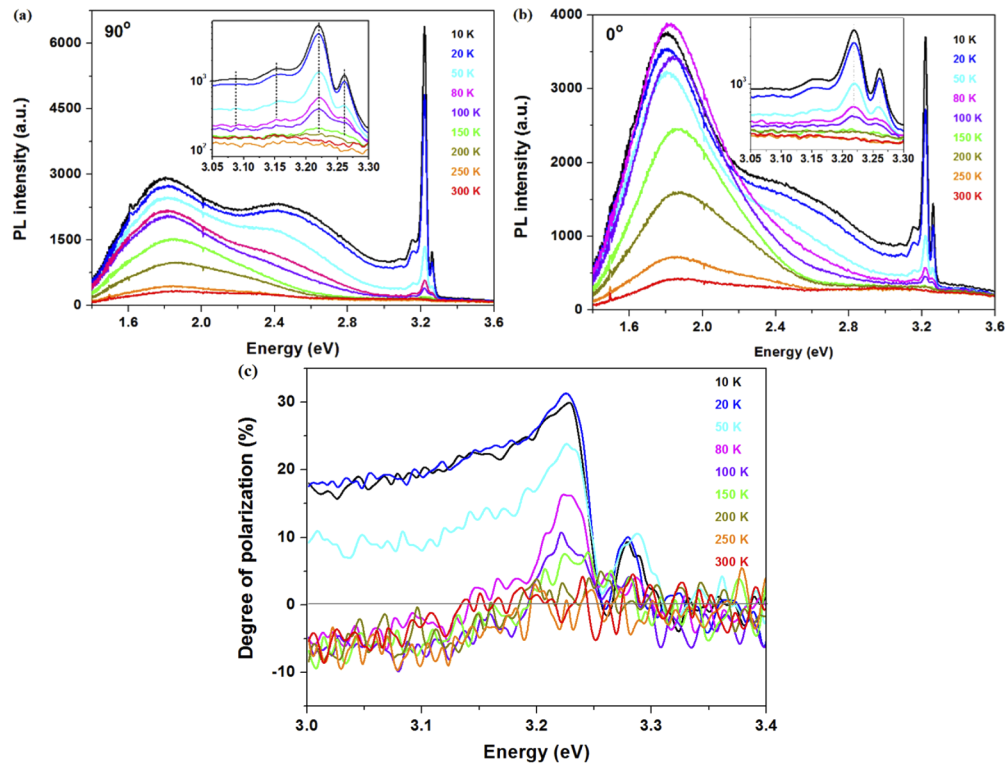 (a)
90°
PL intensity (a.u.)
6000
4500
3000
1500
0
1.6
2.0
2.4
2.8
3.2
3.6
Energy (eV)
10³
10²
3.05
3.10
3.15
3.20
3.25
3.30
10 K
20 K
50 K
80 K
100 K
150 K
200 K
250 K
300 K
(b)
0°
PL intensity (a.u.)
4000
3000
2000
1000
0
1.6
2.0
2.4
2.8
3.2
3.6
Energy (eV)
10³
3.05
3.10
3.15
3.20
3.25
3.30
10 K
20 K
50 K
80 K
100 K
150 K
200 K
250 K
300 K
(c)
Degree of polarization (%)
30
20
10
0
-10
3.0
3.1
3.2
3.3
3.4
Energy (eV)
10 K
20 K
50 K
80 K
100 K
150 K
200 K
250 K
300 K